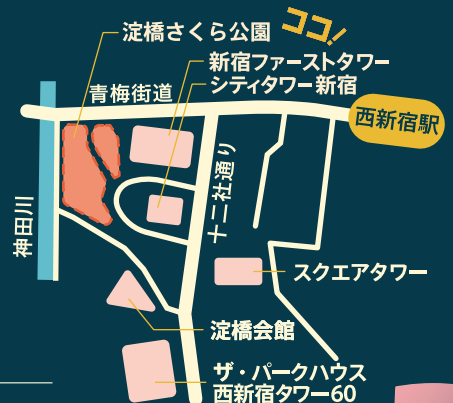 ココ!
淀橋さくら公園
新宿ファーストタワー
シティタワー新宿
青梅街道
西新宿駅
十二社通り
神田川
スクエアタワー
淀橋会館
ザ・パークハウス
西新宿タワー60